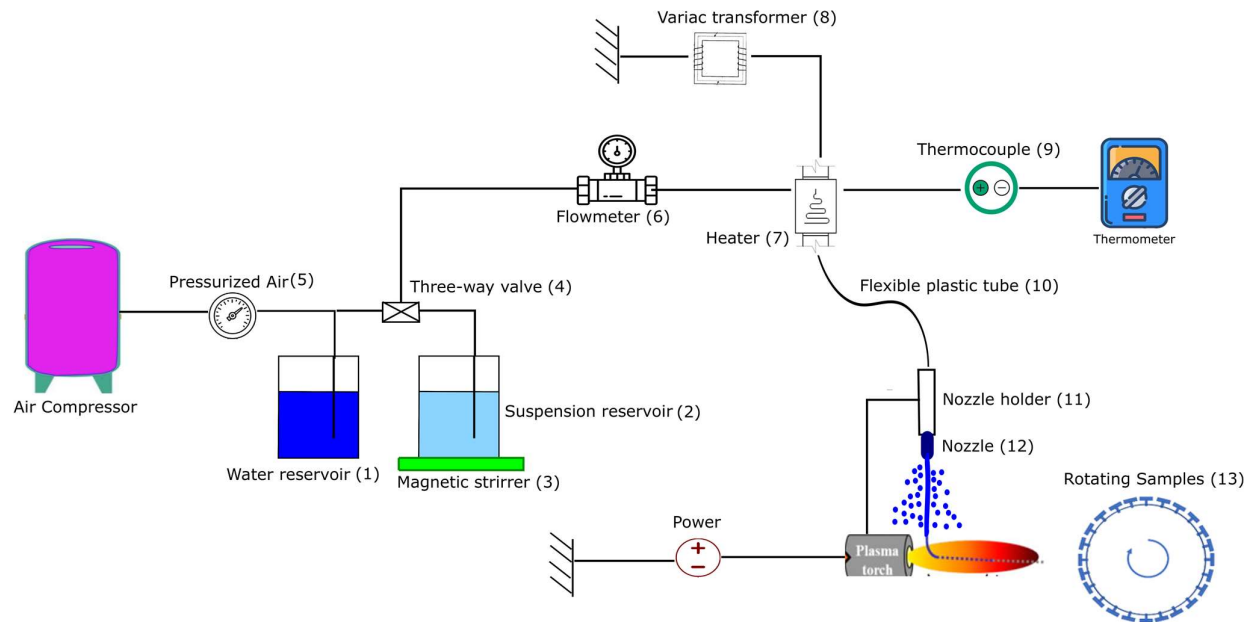 Variac transformer (8)
Thermocouple (9)
Flowmeter (6)
Heater (7)
Thermometer
Pressurized Air (5)
Three-way valve (4)
Flexible plastic tube (10)
Air Compressor
Suspension reservoir (2)
Nozzle holder (11)
Water reservoir (1)
Magnetic strirrer (3)
Nozzle (12)
Rotating Samples (13)
Power
Plasma
torch